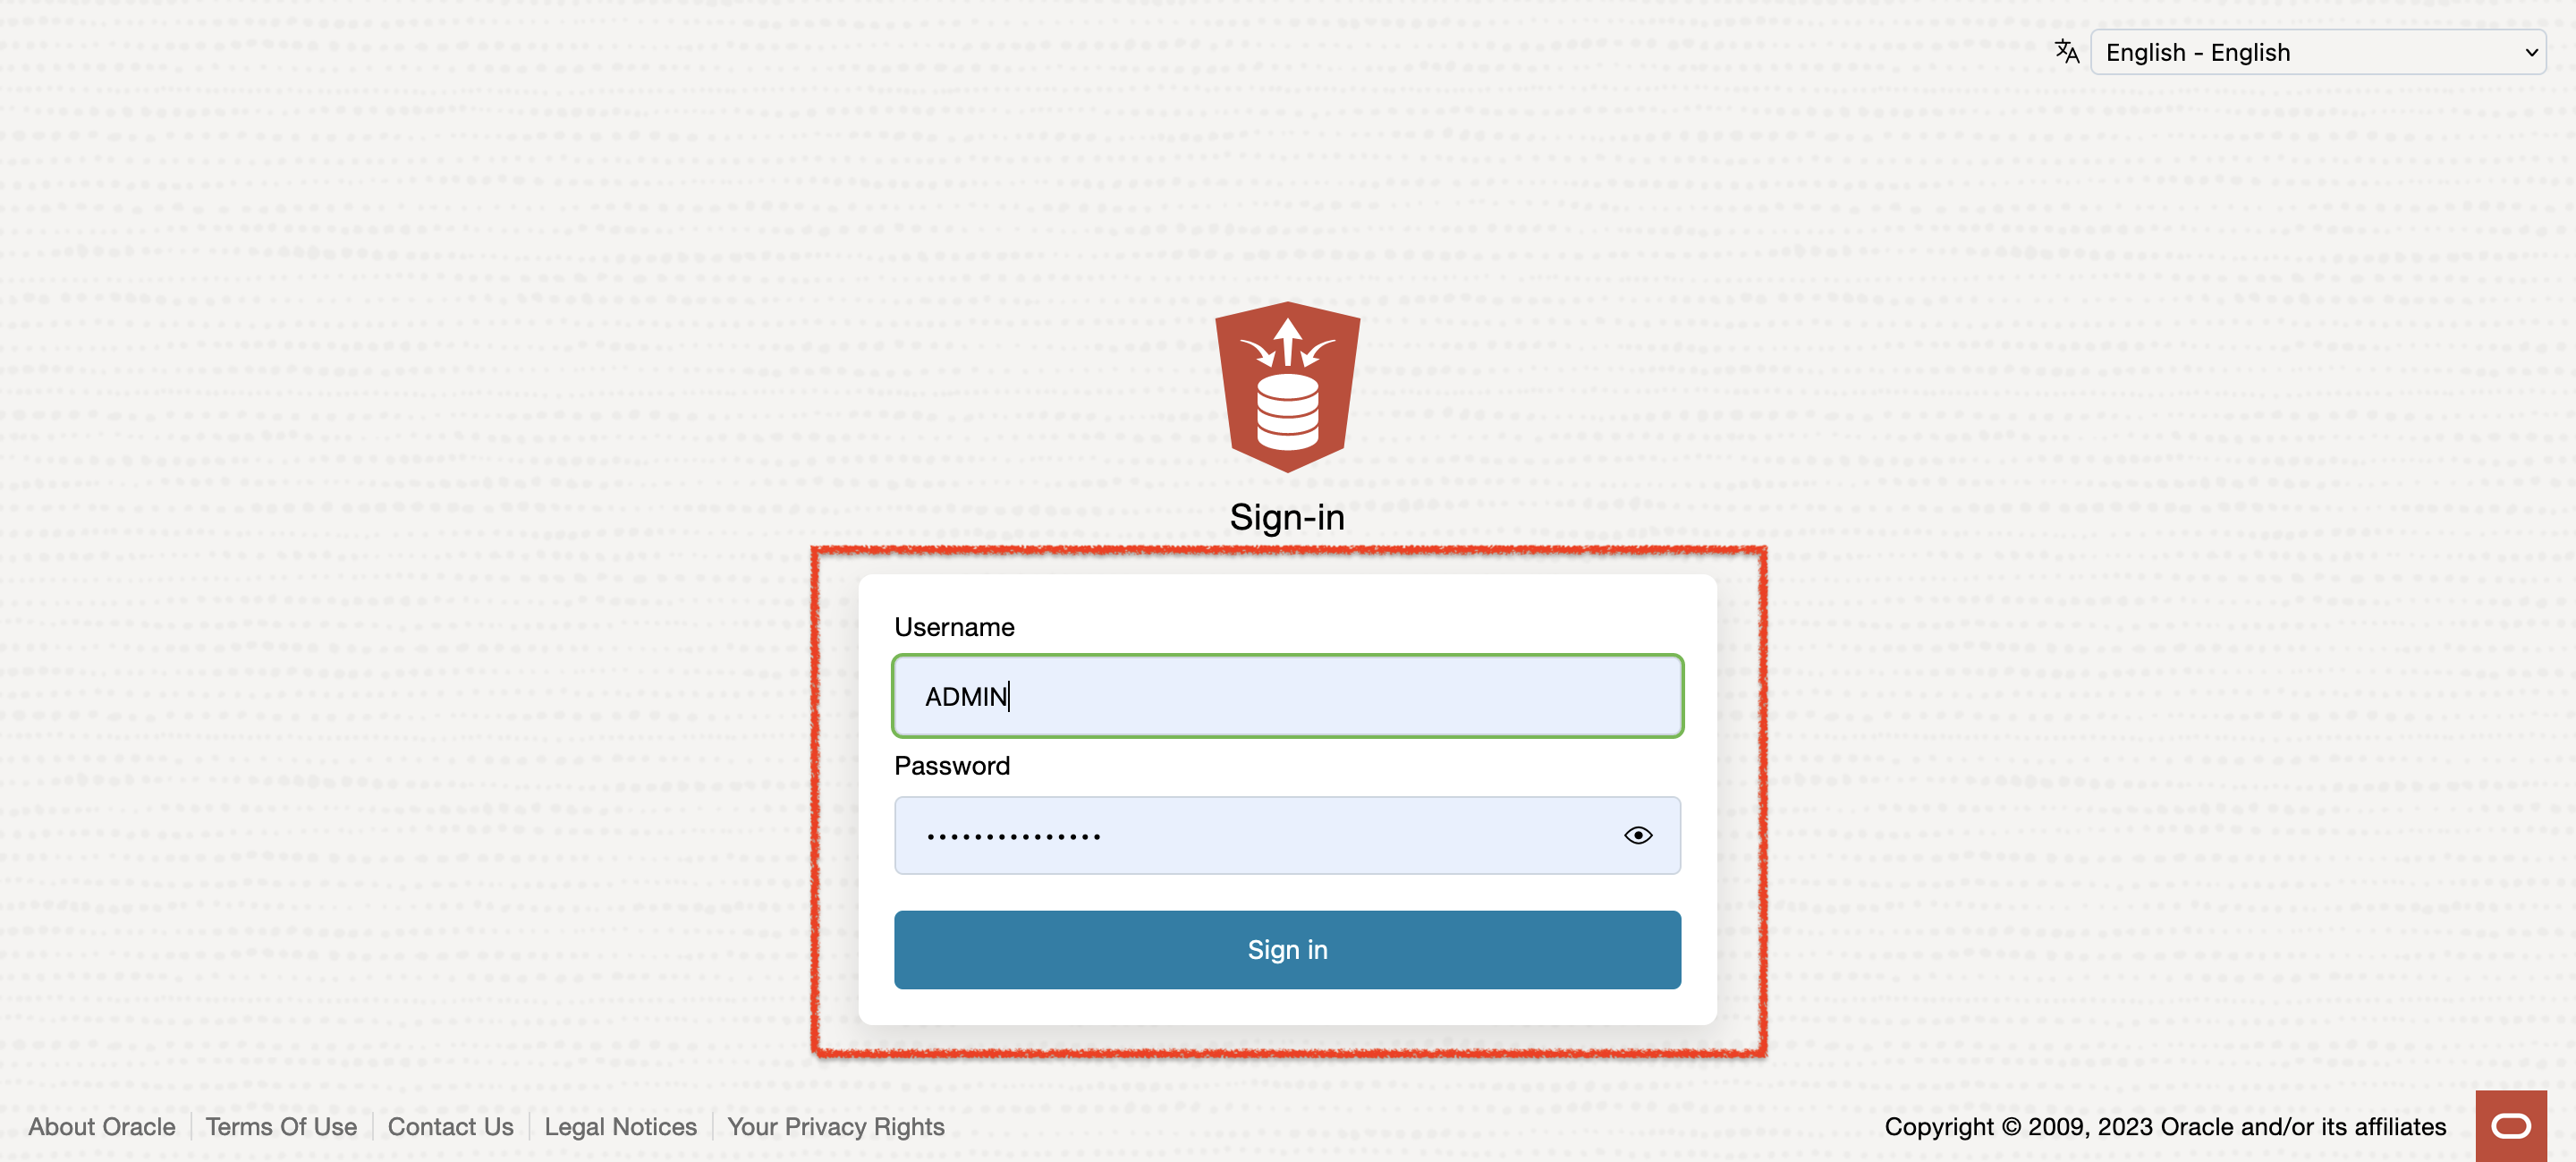 English - English
Sign-in
Username
ADMIN
Password
•••••••••••••••
Sign in
About Oracle
Terms Of Use
Contact Us
Legal Notices
Your Privacy Rights
Copyright © 2009, 2023 Oracle and/or its affiliates